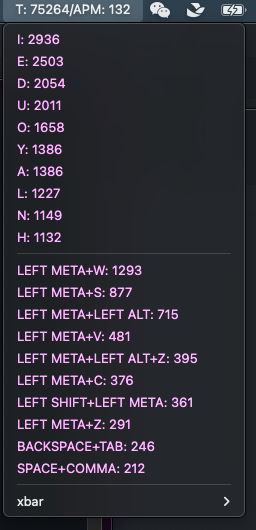 T: 75264/APM: 132
I: 2936
E: 2503
D: 2054
U: 2011
O: 1658
Y: 1386
A: 1386
L: 1227
N: 1149
H: 1132
LEFT META+W: 1293
LEFT META+S: 877
LEFT META+LEFT ALT: 715
LEFT META+V: 481
LEFT META+LEFT ALT+Z: 395
LEFT META+C: 376
LEFT SHIFT+LEFT META: 361
LEFT META+Z: 291
BACKSPACE+TAB: 246
SPACE+COMMA: 212
xbar